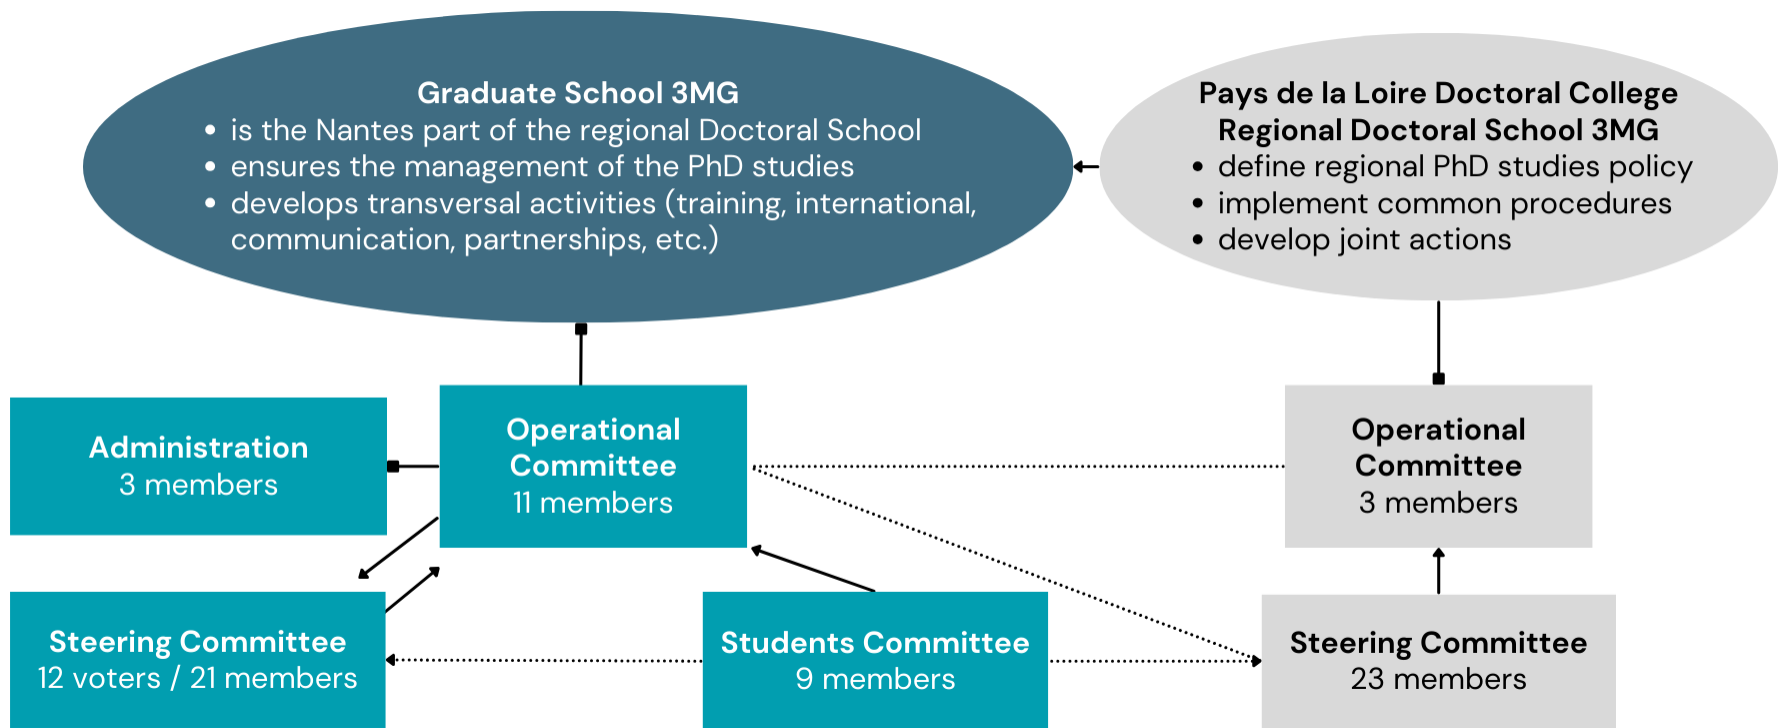 Graduate School 3MG
• is the Nantes part of the regional Doctoral School
• ensures the management of the PhD studies
• develops transversal activities (training, international,
communication, partnerships, etc.)
Pays de la Loire Doctoral College
Regional Doctoral School 3MG
• define regional PhD studies policy
• implement common procedures
• develop joint actions
Administration
3 members
Operational
Committee
11 members
Operational
Committee
3 members
Steering Committee
12 voters / 21 members
Students Committee
9 members
Steering Committee
23 members